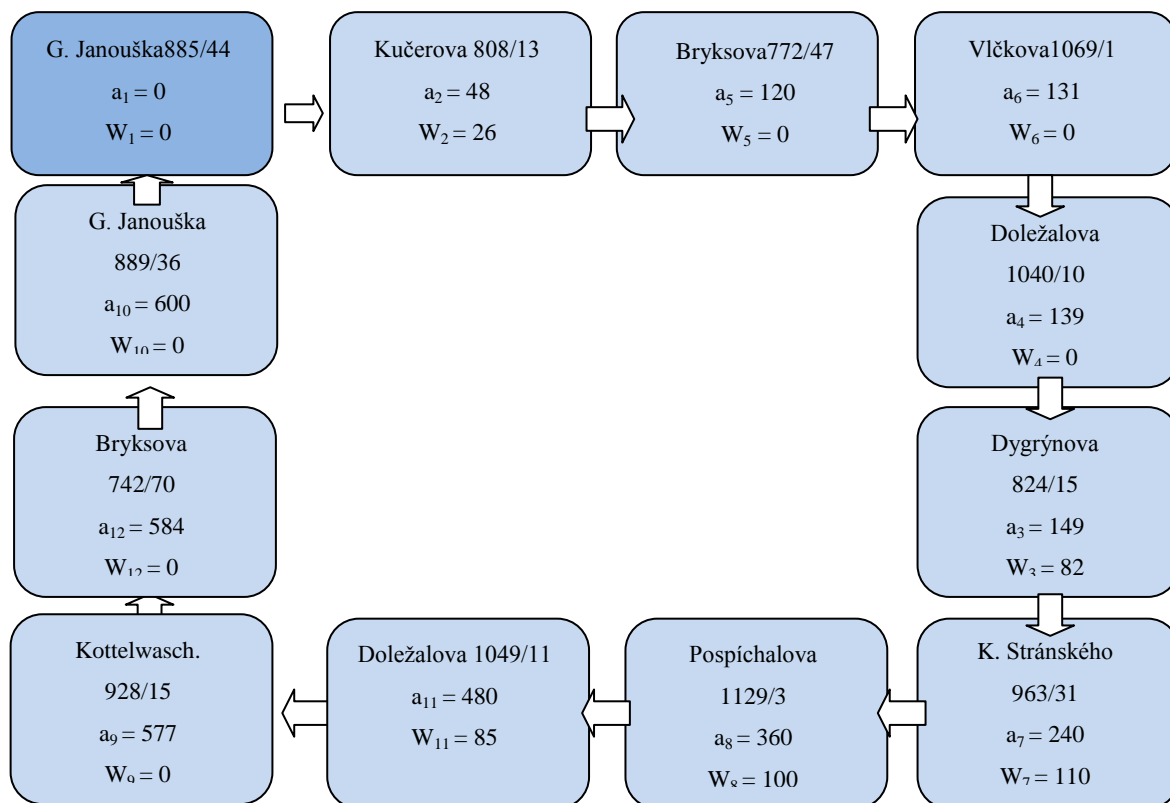 G. Janouška885/44
a₁ = 0
W₁ = 0
Kučerova 808/13
a₂ = 48
W₂ = 26
Bryksova772/47
a₅ = 120
W₅ = 0
Vlčkova1069/1
a₆ = 131
W₆ = 0
Doležalova
1040/10
a₄ = 139
W₄ = 0
Dygrýnova
824/15
a₃ = 149
W₃ = 82
K. Stránského
963/31
a₇ = 240
W₇ = 110
Pospíchalova
1129/3
a₈ = 360
W₈ = 100
Doležalova 1049/11
a₁₁ = 480
W₁₁ = 85
Kottelwasch.
928/15
a₉ = 577
W₉ = 0
Bryksova
742/70
a₁₂ = 584
W₁₂ = 0
G. Janouška
889/36
a₁₀ = 600
W₁₀ = 0